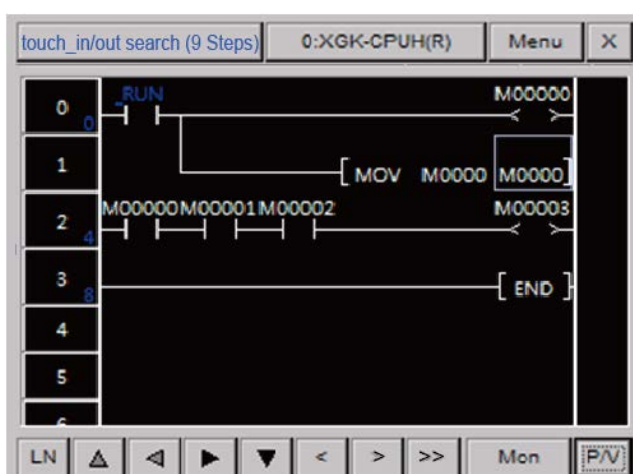 touch_in/out search (9 Steps) 0:XGK-CPUH(R) Menu X
0 0 _RUN M00000
1 MOV M0000 M0000
2 4 M00000 M00001 M00002 M00003
3 8 END
4
5
LN < > >> Mon P/V